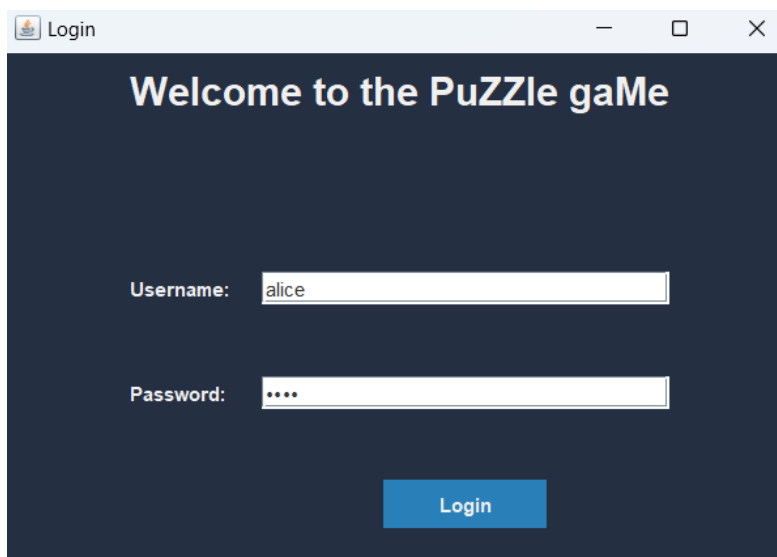 Login
Welcome to the PuZZle gaMe
Username: alice
Password: ••••
Login